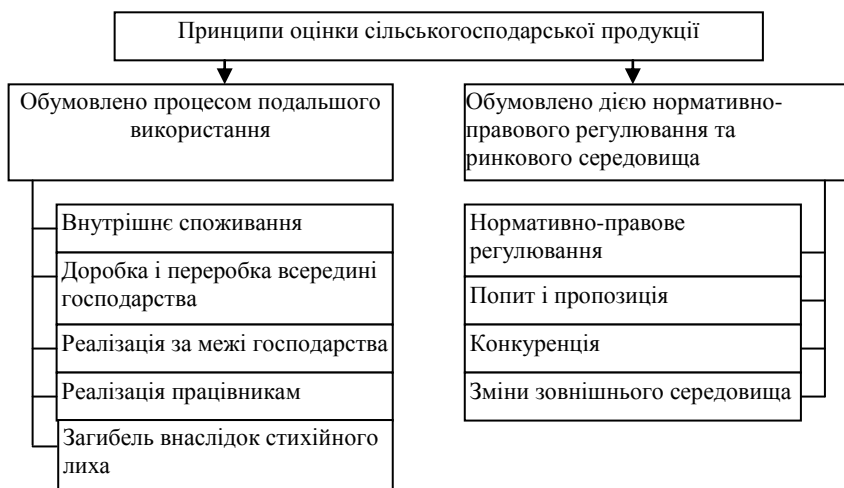 Принципи оцінки сільськогосподарської продукції
Обумовлено процесом подальшого
використання
Внутрішнє споживання
Доробка і переробка всередині
господарства
Реалізація за межі господарства
Реалізація працівникам
Загибель внаслідок стихійного
лиха
Обумовлено дією нормативно-
правового регулювання та
ринкового середовища
Нормативно-правове
регулювання
Попит і пропозиція
Конкуренція
Зміни зовнішнього середовища